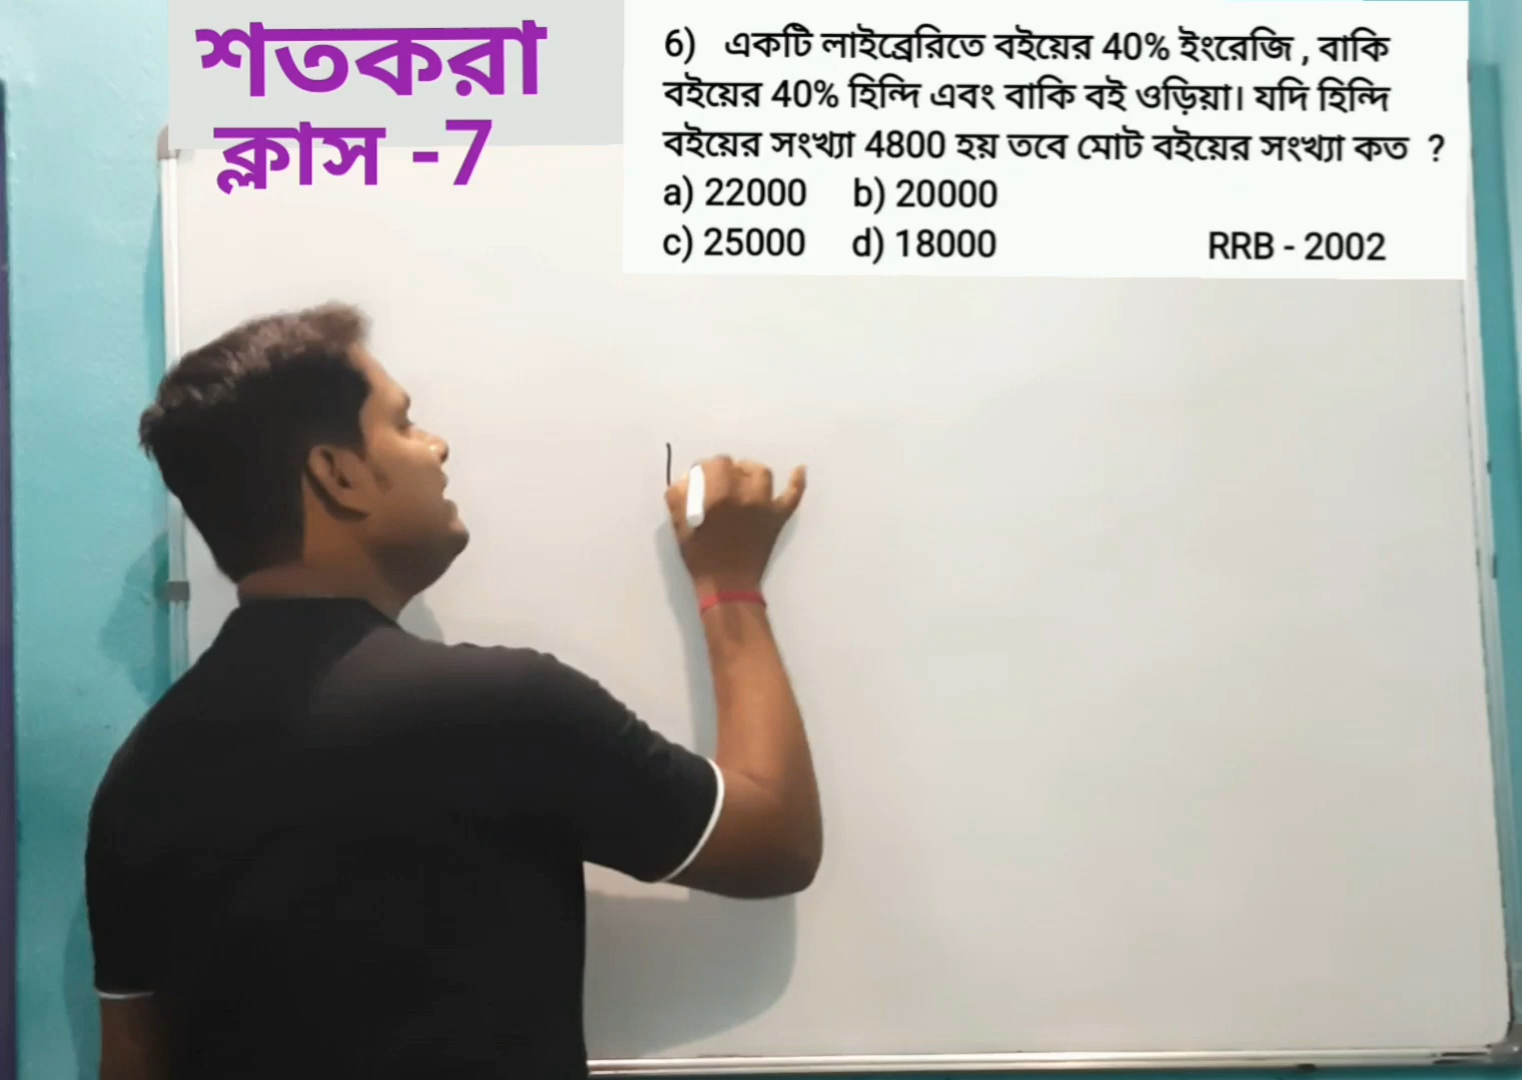 শতকরা
ক্লাস -7
6) একটি লাইব্রেরিতে বইয়ের 40% ইংরেজি , বাকি
বইয়ের 40% হিন্দি এবং বাকি বই ওড়িয়া। যদি হিন্দি
বইয়ের সংখ্যা 4800 হয় তবে মোট বইয়ের সংখ্যা কত ?
a) 22000 b) 20000
c) 25000 d) 18000 RRB - 2002